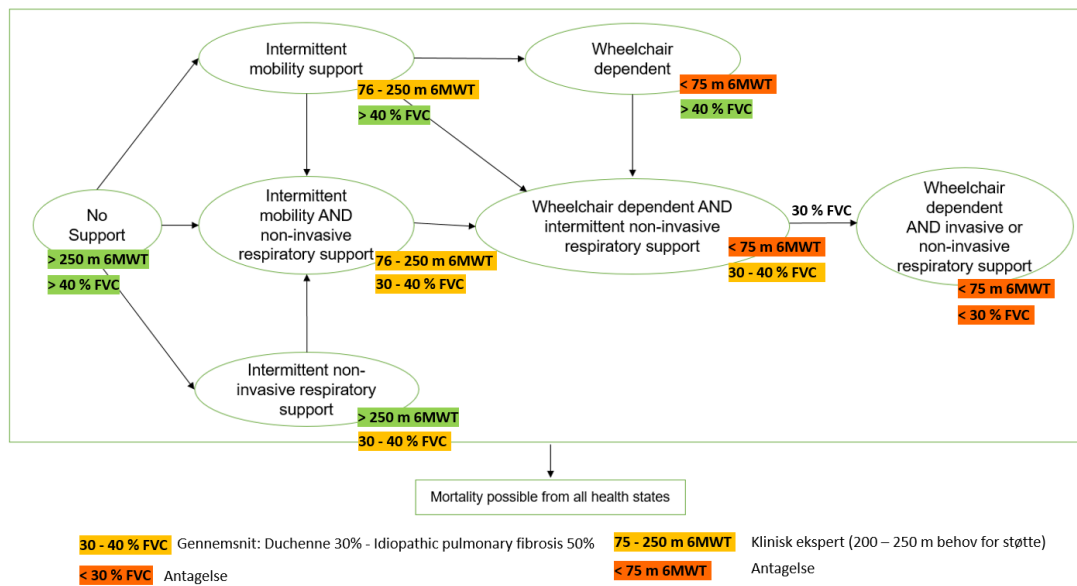 Intermittent
mobility support
76 - 250 m 6MWT
> 40 % FVC
Wheelchair
dependent
< 75 m 6MWT
> 40 % FVC
No
Support
> 250 m 6MWT
> 40 % FVC
Intermittent
mobility AND
non-invasive
respiratory support
76 - 250 m 6MWT
30 - 40 % FVC
Wheelchair dependent AND
intermittent non-invasive
respiratory support
< 75 m 6MWT
30 - 40 % FVC
30 % FVC
Wheelchair
dependent
AND invasive or
non-invasive
respiratory support
< 75 m 6MWT
< 30 % FVC
Intermittent non-
invasive respiratory
support
> 250 m 6MWT
30 - 40 % FVC
Mortality possible from all health states
30 - 40 % FVC Gennemsnit: Duchenne 30% - Idiopathic pulmonary fibrosis 50%
< 30 % FVC Antagelse
75 - 250 m 6MWT Klinisk ekspert (200 – 250 m behov for støtte)
< 75 m 6MWT Antagelse